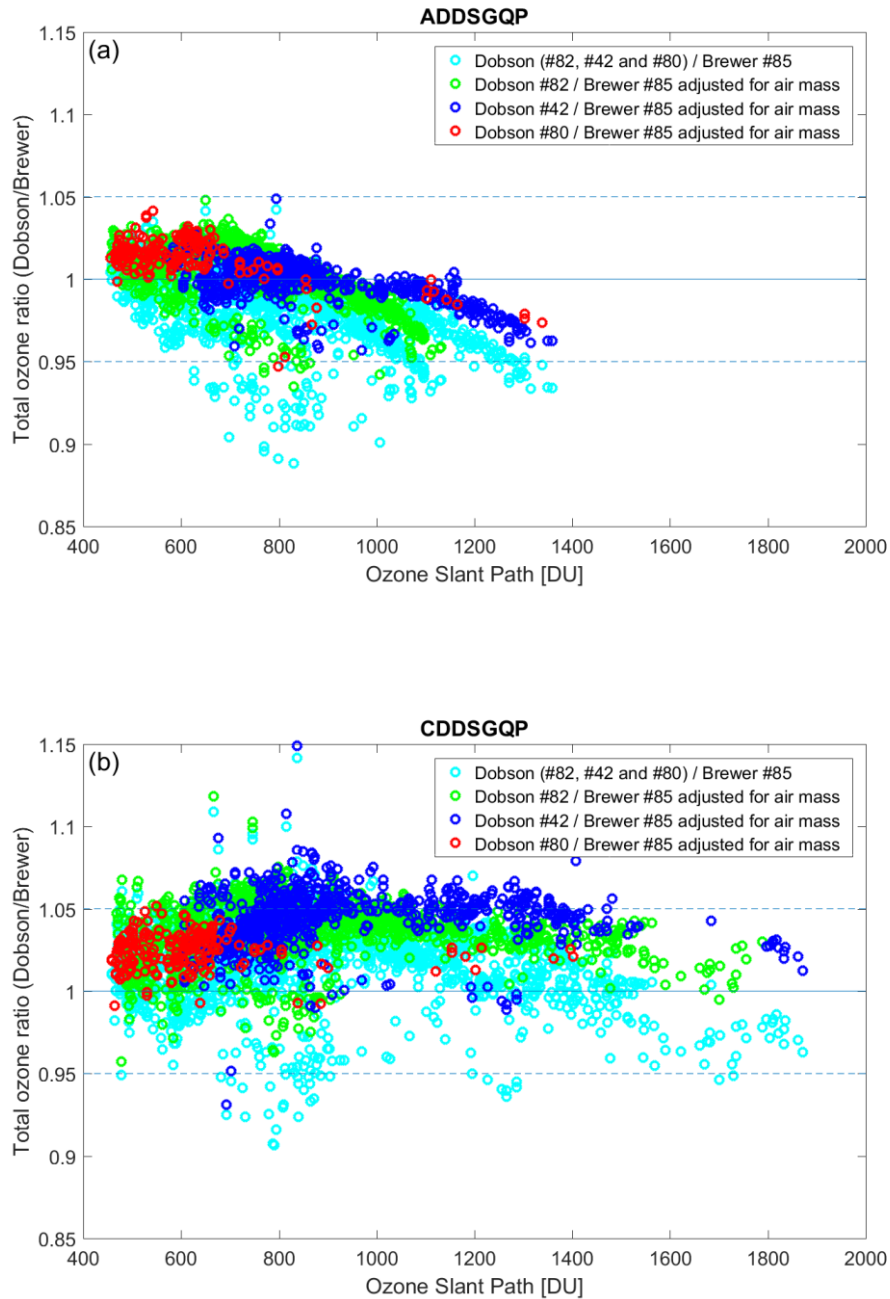 ADDSGQP
(a)
Dobson (#82, #42 and #80) / Brewer #85
Dobson #82 / Brewer #85 adjusted for air mass
Dobson #42 / Brewer #85 adjusted for air mass
Dobson #80 / Brewer #85 adjusted for air mass
1.15
1.1
1.05
1
0.95
0.9
0.85
Total ozone ratio (Dobson/Brewer)
400 600 800 1000 1200 1400 1600 1800 2000
Ozone Slant Path [DU]
CDDSGQP
(b)
Dobson (#82, #42 and #80) / Brewer #85
Dobson #82 / Brewer #85 adjusted for air mass
Dobson #42 / Brewer #85 adjusted for air mass
Dobson #80 / Brewer #85 adjusted for air mass
1.15
1.1
1.05
1
0.95
0.9
0.85
Total ozone ratio (Dobson/Brewer)
400 600 800 1000 1200 1400 1600 1800 2000
Ozone Slant Path [DU]